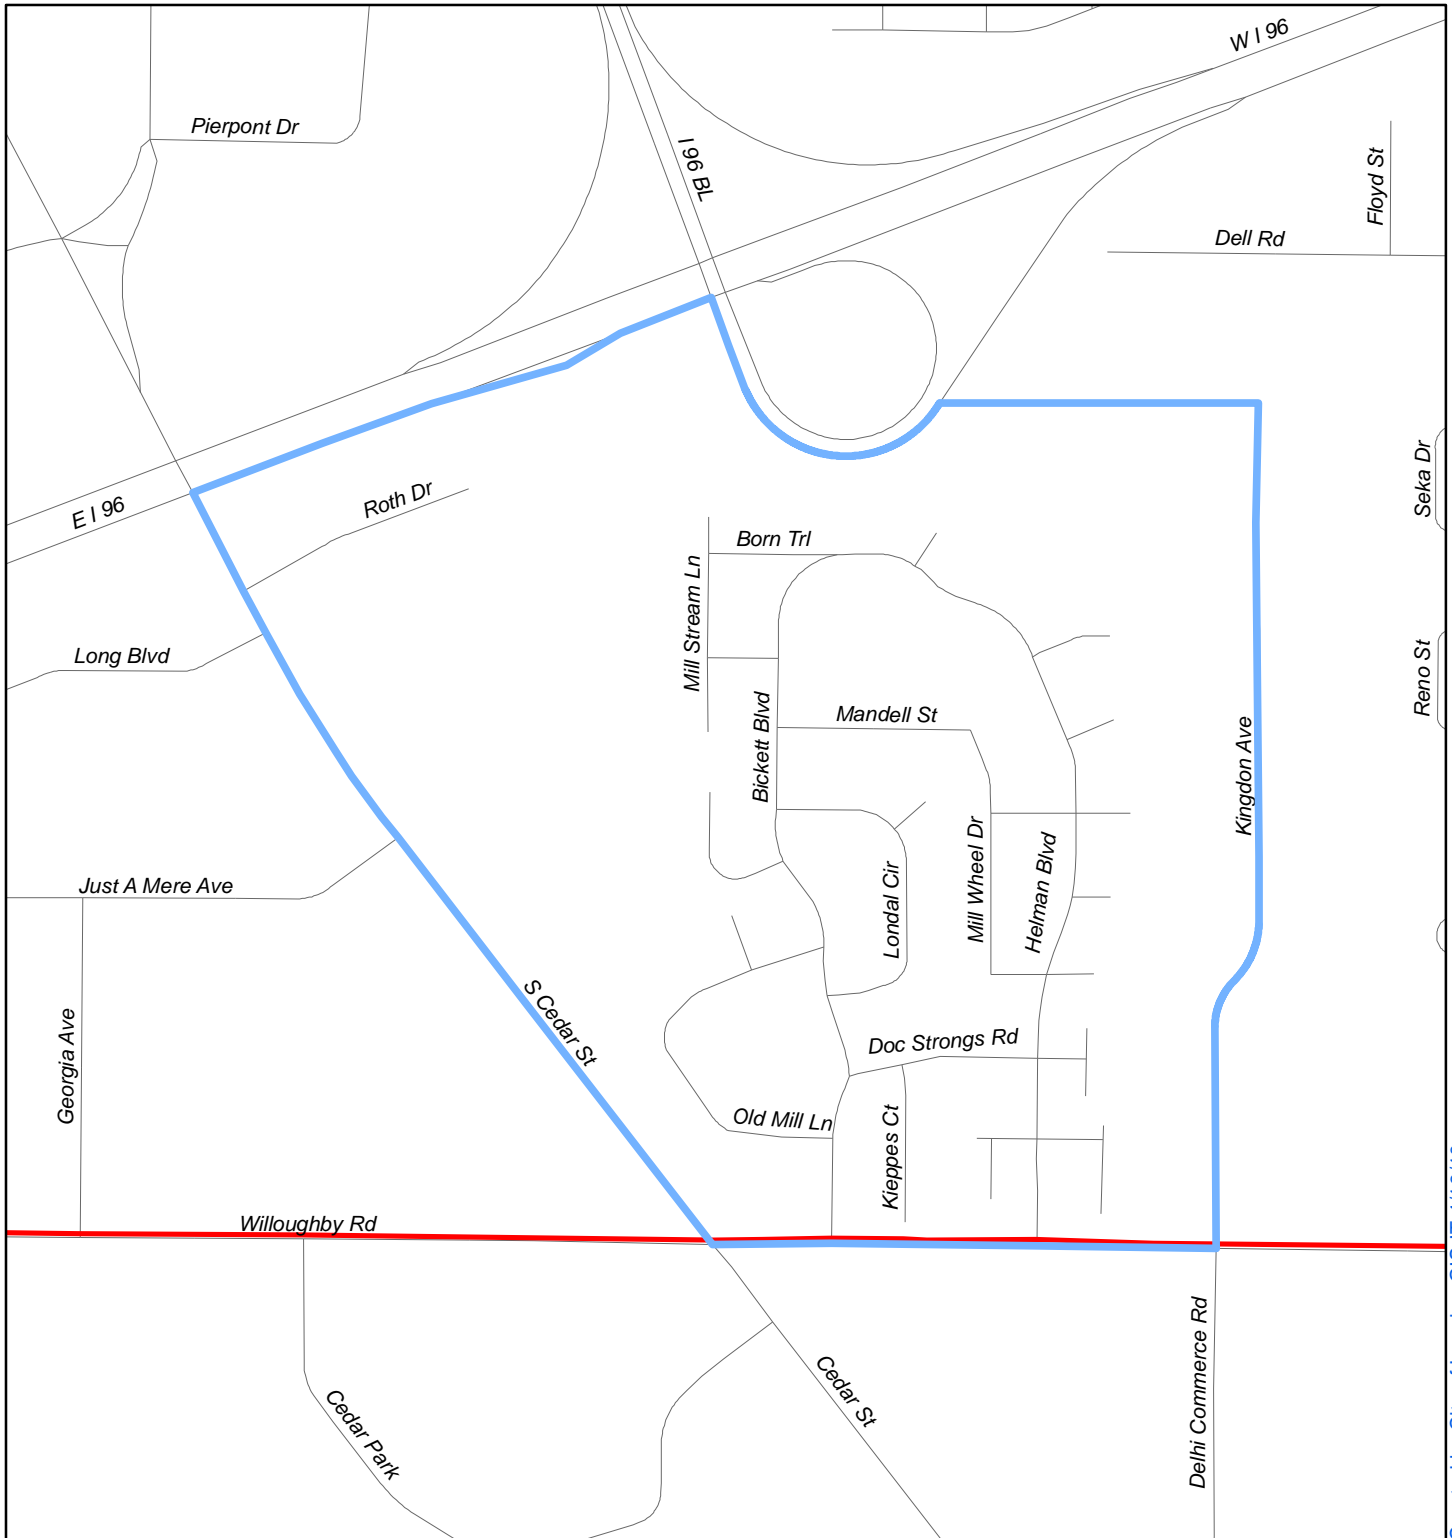 W I 96
Pierpont Dr
I 96 BL
Floyd St
Dell Rd
E I 96
Roth Dr
Seka Dr
Born Trl
Mill Stream Ln
Long Blvd
Reno St
Bickett Blvd
Mandell St
Kingdon Ave
Just A Mere Ave
Londal Cir
Mill Wheel Dr
Helman Blvd
S Cedar St
Georgia Ave
Doc Strongs Rd
Old Mill Ln
Kieppes Ct
Willoughby Rd
Delhi Commerce Rd
Cedar St
Cedar Park